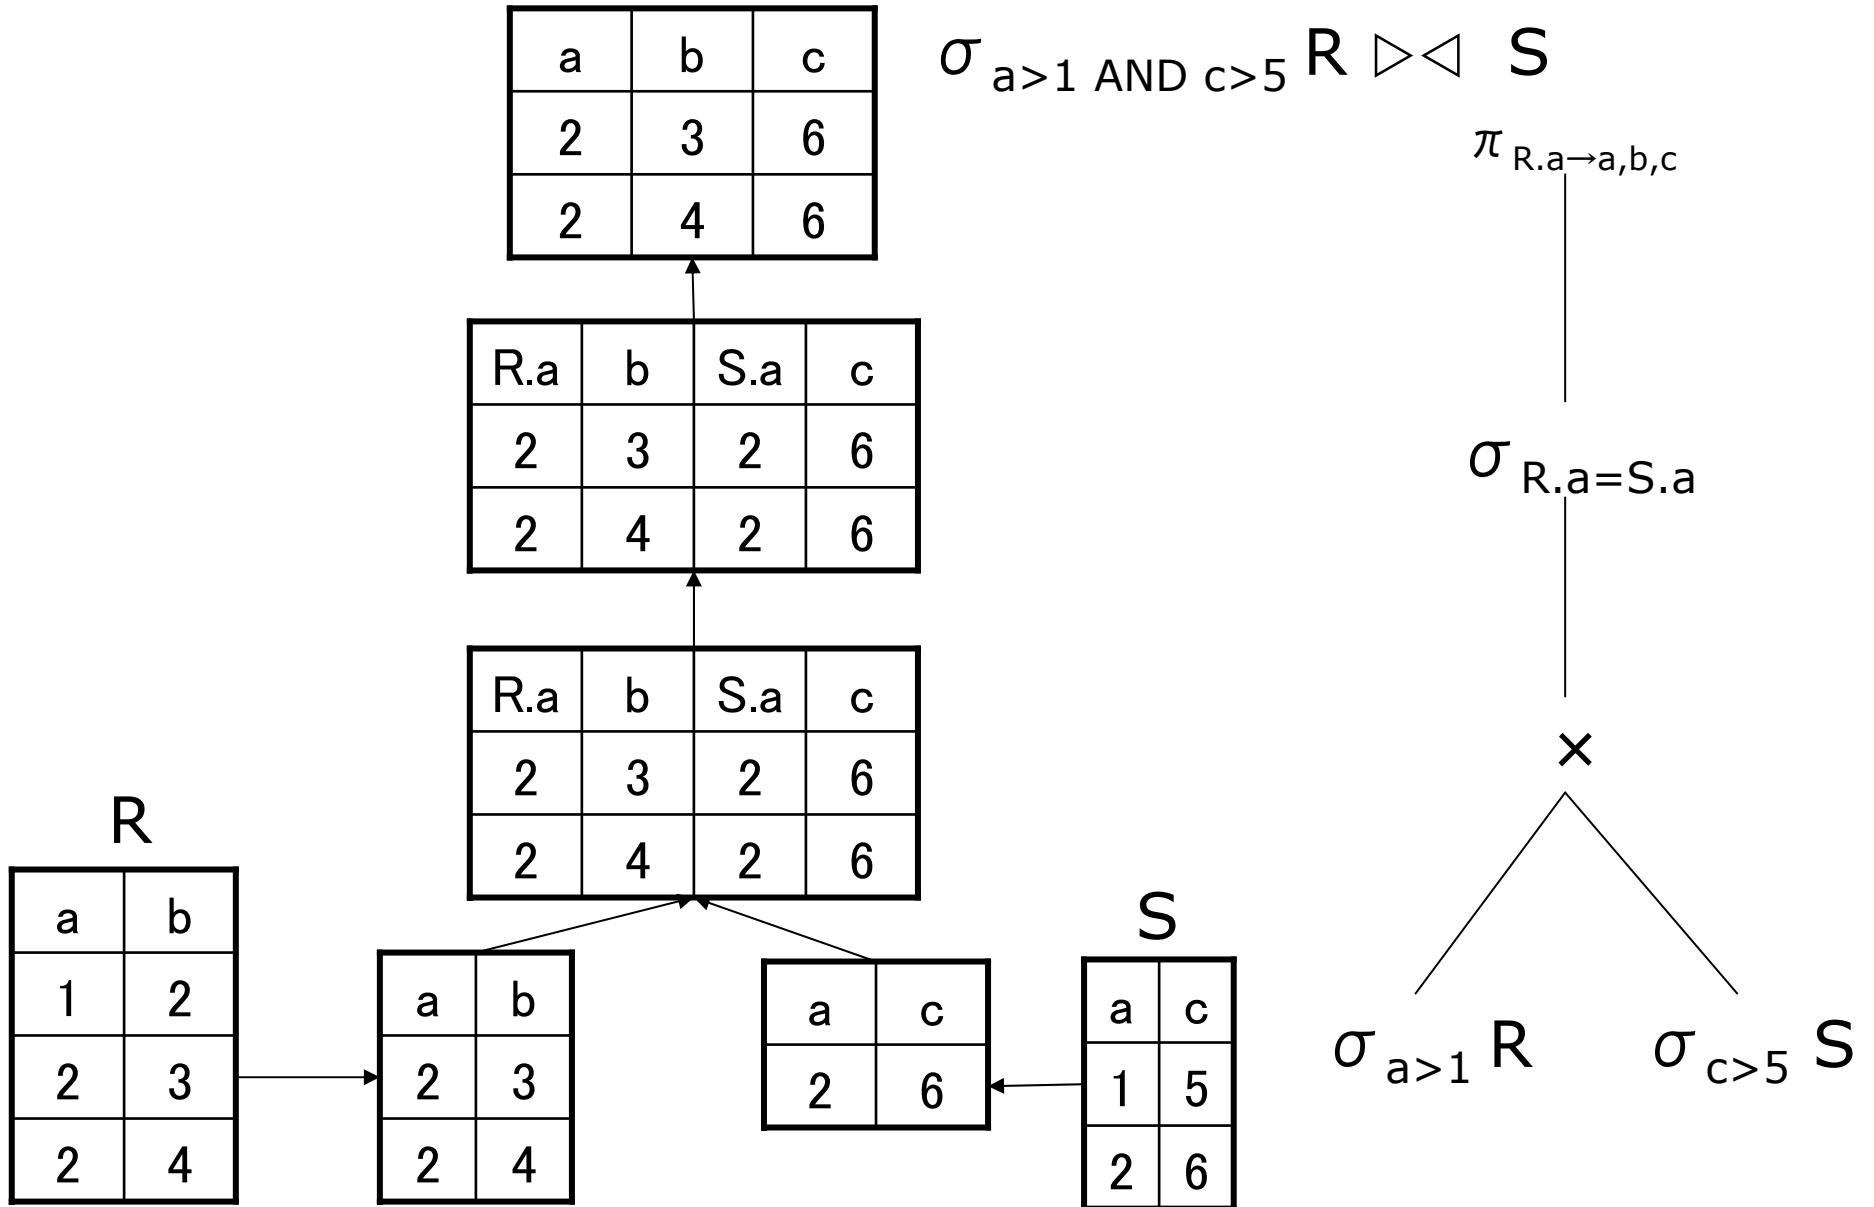 a b c
2 3 6
2 4 6
σ a>1 AND c>5 R ▷◁ S
π R.a→a,b,c
R.a b S.a c
2 3 2 6
2 4 2 6
σ R.a=S.a
R.a b S.a c
2 3 2 6
2 4 2 6
×
R
a b
1 2
2 3
2 4
a b
2 3
2 4
a c
2 6
S
a c
1 5
2 6
σ a>1 R
σ c>5 S